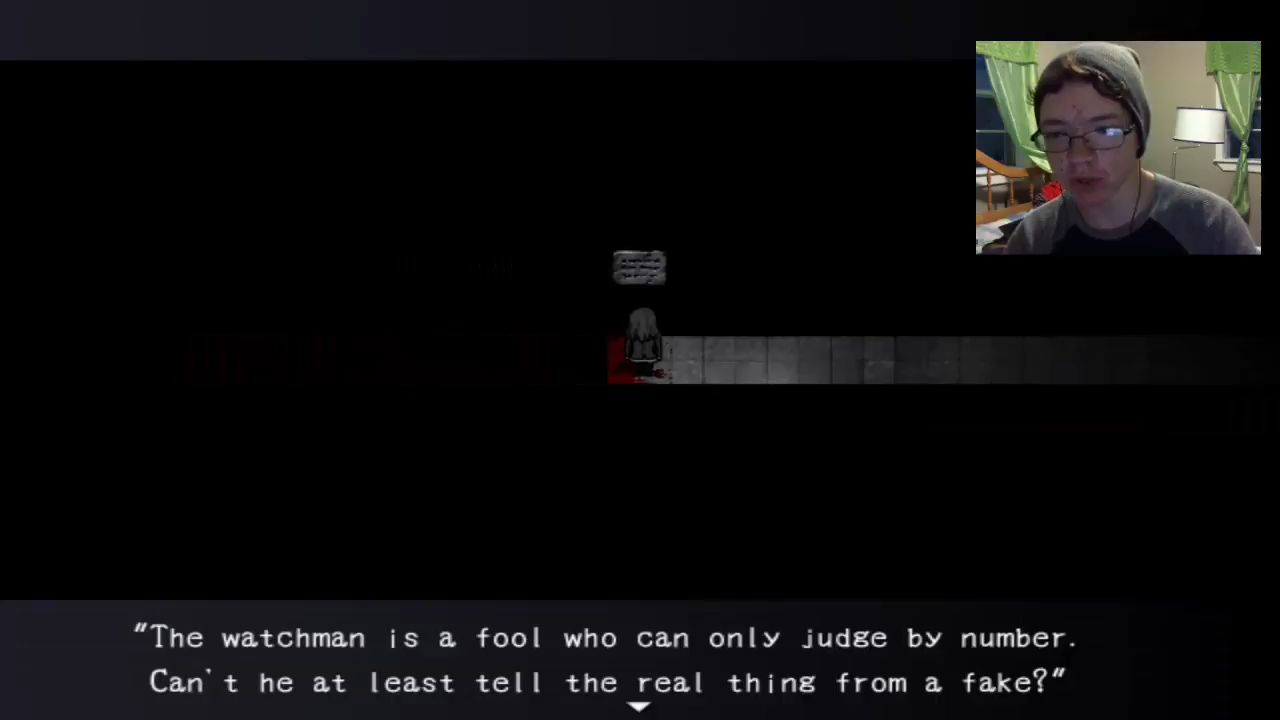 "The watchman is a fool who can only judge by number.
Can't he at least tell the real thing from a fake?"